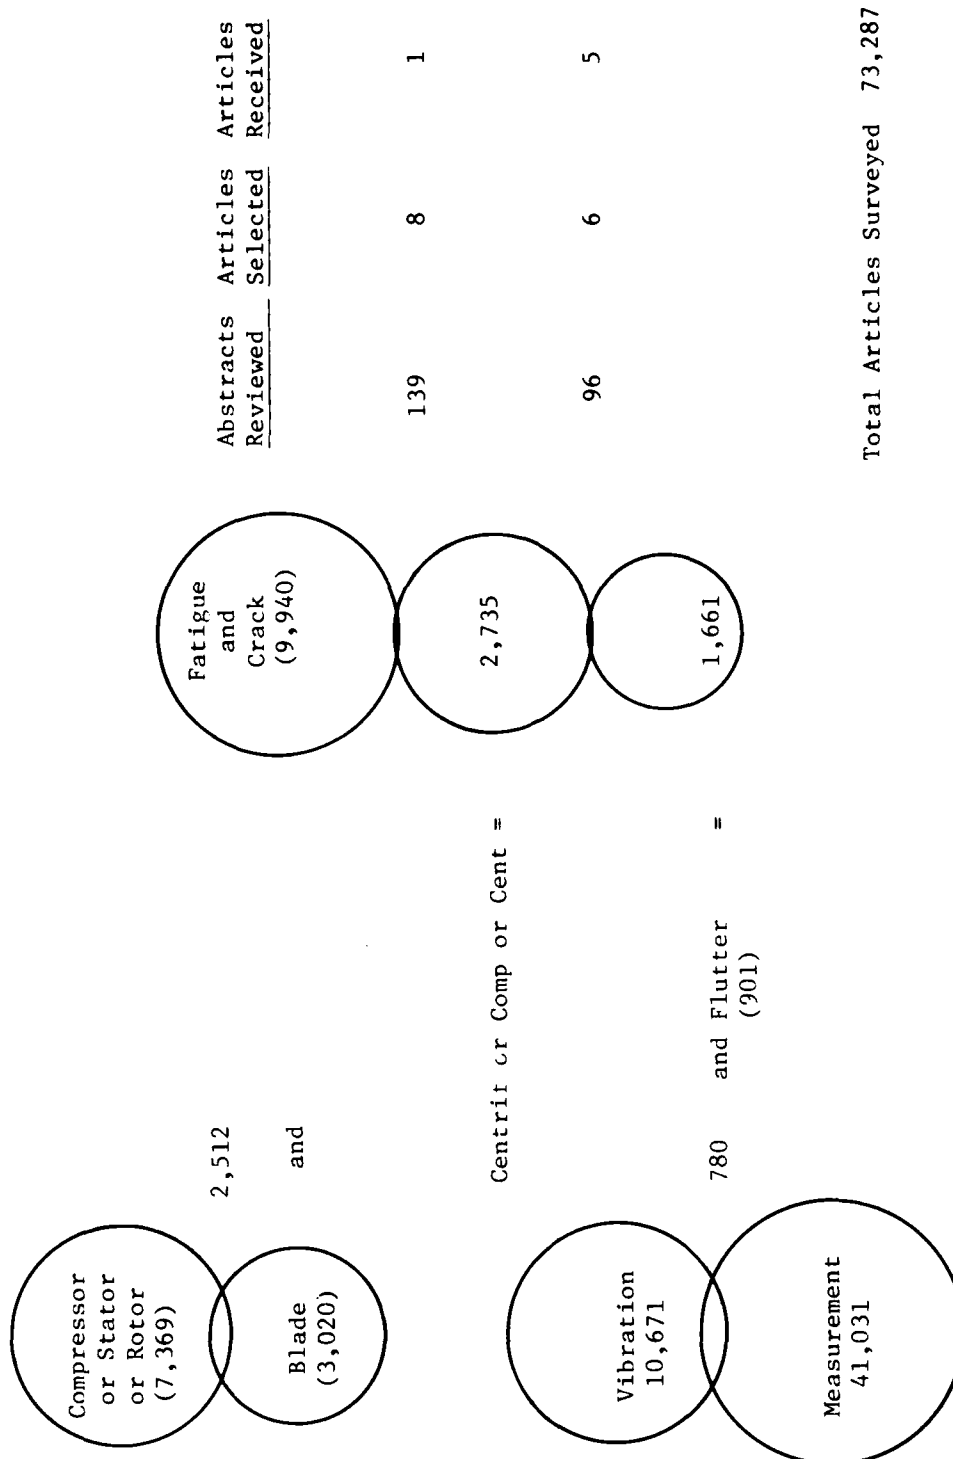 Compressor
or Stator
or Rotor
(7,369)
Blade
(3,020)
2,512
and
Fatigue
and
Crack
(9,940)
2,735
1,661
Abstracts
Reviewed
Articles
Selected
Articles
Received
139 8 1
96 6 5
Centrif or Comp or Cent =
Vibration
10,671
Measurement
41,031
780 and Flutter =
(901)
Total Articles Surveyed 73,287